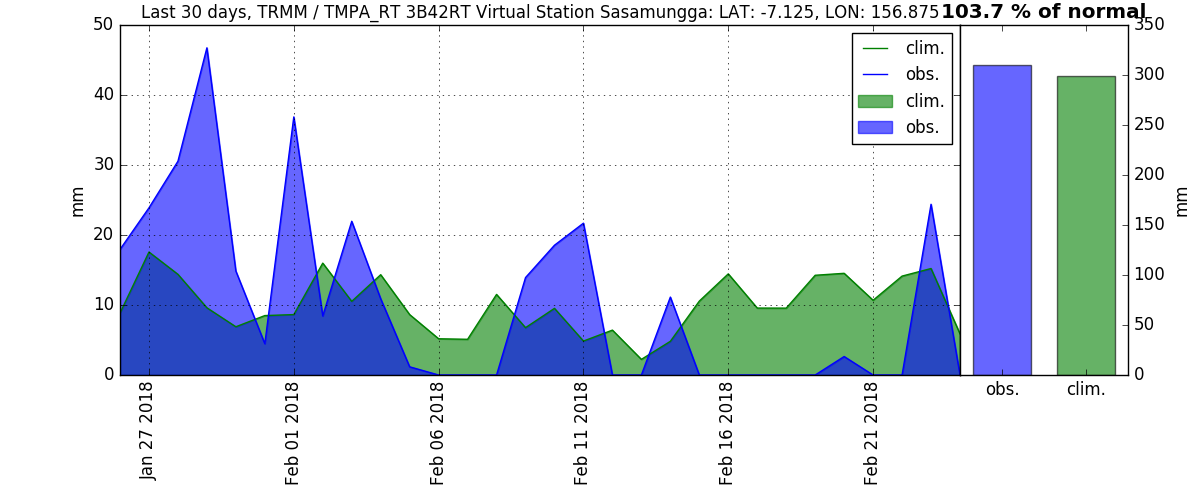 Last 30 days, TRMM / TMPA_RT 3B42RT Virtual Station Sasamungga: LAT: -7.125, LON: 156.875
103.7 % of normal
50
40
30
20
10
0
mm
clim.
obs.
clim.
obs.
350
300
250
200
150
100
50
0
mm
obs.
clim.
Jan 27 2018
Feb 01 2018
Feb 06 2018
Feb 11 2018
Feb 16 2018
Feb 21 2018